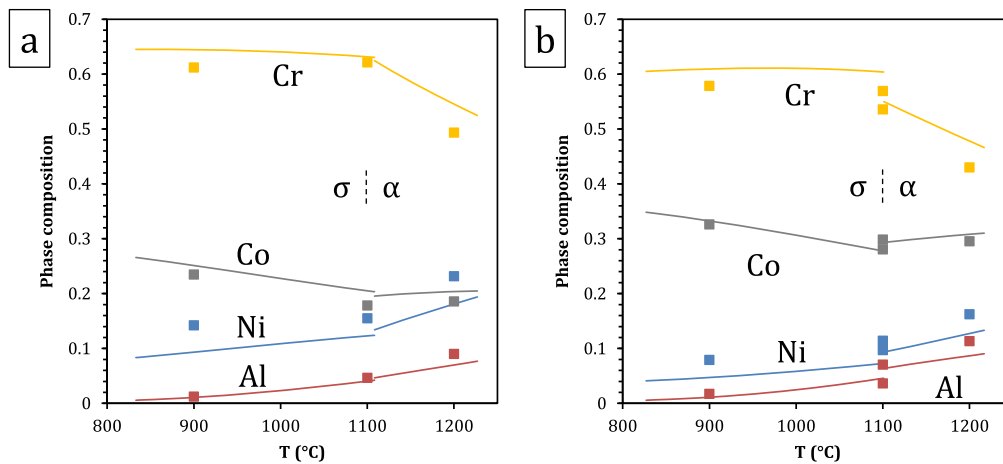 a
Phase composition
0.7
0.6
0.5
0.4
0.3
0.2
0.1
0
Cr
σ α
Co
Ni
Al
800 900 1000 1100 1200
T (°C)
b
Phase composition
0.7
0.6
0.5
0.4
0.3
0.2
0.1
0
Cr
σ α
Co
Ni
Al
800 900 1000 1100 1200
T (°C)